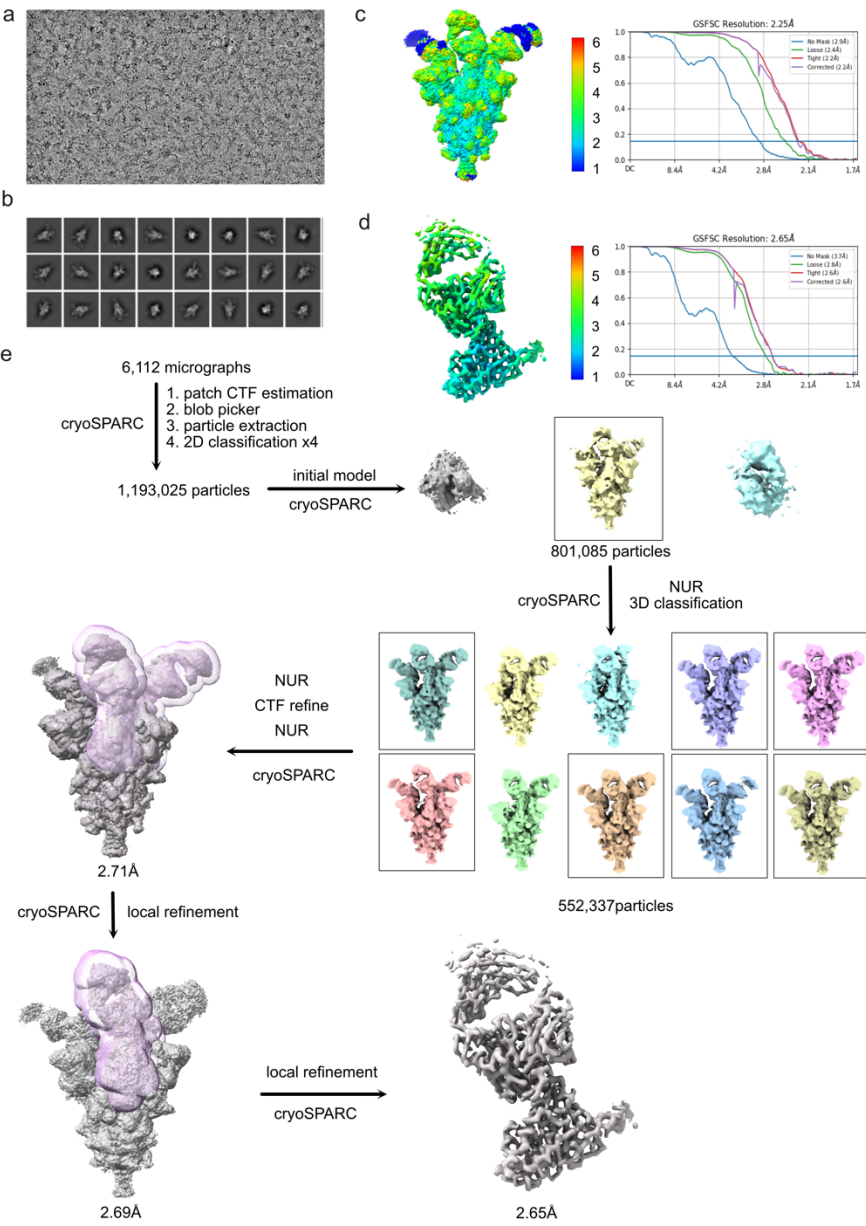 a
b
c
6
5
4
3
2
1
GSFSC Resolution: 2.25Å
No Mask (2.9Å)
Loose (2.4Å)
Tight (2.2Å)
Corrected (2.2Å)
1.0
0.8
0.6
0.4
0.2
0.0
DC 8.4Å 4.2Å 2.8Å 2.1Å 1.7Å
d
6
5
4
3
2
1
GSFSC Resolution: 2.65Å
No Mask (3.7Å)
Loose (2.8Å)
Tight (2.6Å)
Corrected (2.6Å)
1.0
0.8
0.6
0.4
0.2
0.0
DC 8.4Å 4.2Å 2.8Å 2.1Å 1.7Å
e
6,112 micrographs
cryoSPARC
1. patch CTF estimation
2. blob picker
3. particle extraction
4. 2D classification x4
1,193,025 particles
initial model
cryoSPARC
801,085 particles
cryoSPARC
NUR
3D classification
NUR
CTF refine
NUR
cryoSPARC
2.71Å
552,337particles
cryoSPARC
local refinement
local refinement
cryoSPARC
2.69Å
2.65Å